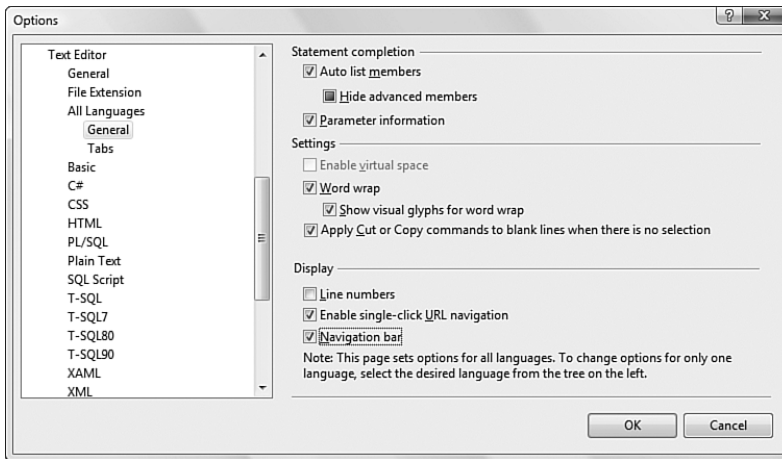 Options
Text Editor
General
File Extension
All Languages
General
Tabs
Basic
C#
CSS
HTML
PL/SQL
Plain Text
SQL Script
T-SQL
T-SQL7
T-SQL80
T-SQL90
XAML
XML
Statement completion
Auto list members
Hide advanced members
Parameter information
Settings
Enable virtual space
Word wrap
Show visual glyphs for word wrap
Apply Cut or Copy commands to blank lines when there is no selection
Display
Line numbers
Enable single-click URL navigation
Navigation bar
Note: This page sets options for all languages. To change options for only one
language, select the desired language from the tree on the left.
OK
Cancel